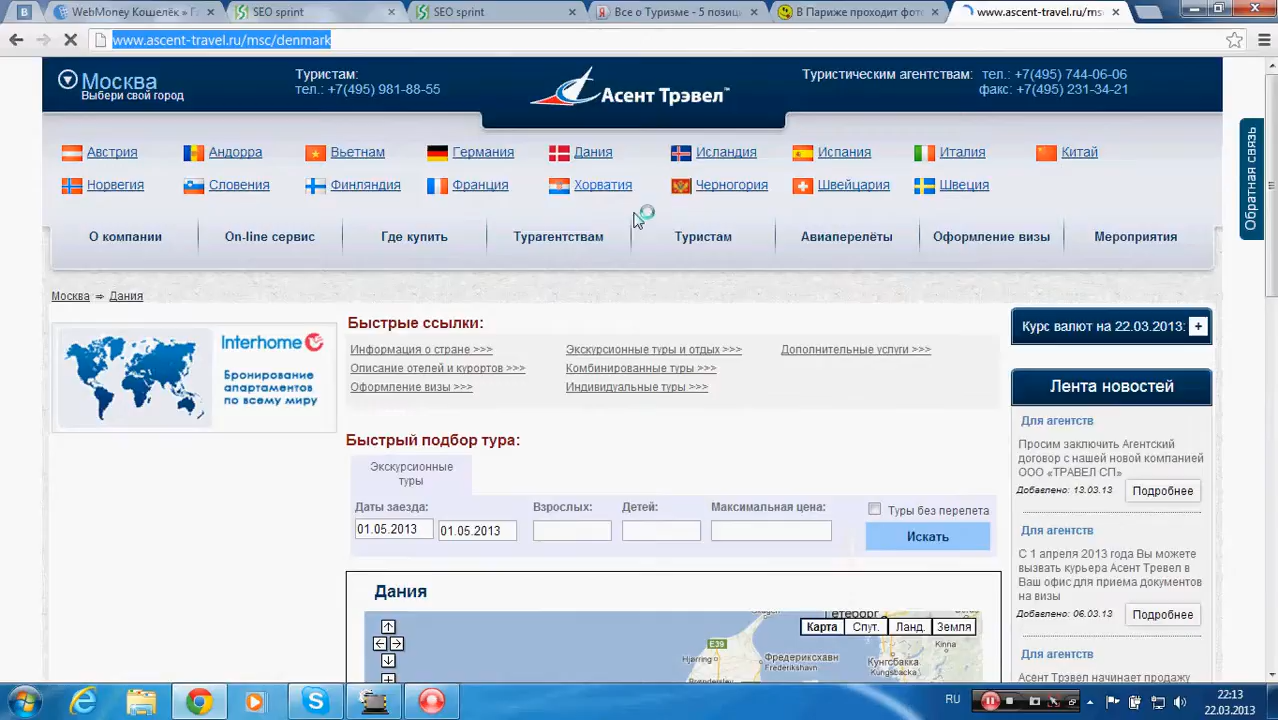 WebMoney Кошелёк » Г
SEO sprint
SEO sprint
Все о Туризме - 5 позиц
В Париже проходит фото
www.ascent-travel.ru/ms
www.ascent-travel.ru/msc/denmark
Москва
Выбери свой город
Туристам:
тел.: +7(495) 981-88-55
Асент Трэвел
Туристическим агентствам: тел.: +7(495) 744-06-06
факс: +7(495) 231-34-21
Обратная связь
Австрия Андорра Вьетнам Германия Дания Исландия Испания Италия Китай
Норвегия Словения Финляндия Франция Хорватия Черногория Швейцария Швеция
О компании On-line сервис Где купить Турагентствам Туристам Авиаперелёты Оформление визы Мероприятия
Москва ⇒ Дания
Interhome
Бронирование
апартаментов
по всему миру
Быстрые ссылки:
Информация о стране >>> Экскурсионные туры и отдых >>> Дополнительные услуги >>>
Описание отелей и курортов >>> Комбинированные туры >>>
Оформление визы >>> Индивидуальные туры >>>
Быстрый подбор тура:
Экскурсионные
туры
Даты заезда: Взрослых: Детей: Максимальная цена: Туры без перелета
01.05.2013 01.05.2013 Искать
Дания
Карта Спут. Ланд. Земля
E39
Hjørring
Фредериксхавн
Frederikshavn
Кунгсбакка
Kungsbacka
Kinna
Курс валют на 22.03.2013: +
Лента новостей
Для агентств
Просим заключить Агентский
договор с нашей новой компанией
ООО «ТРАВЕЛ СП»
Добавлено: 13.03.13 Подробнее
Для агентств
С 1 апреля 2013 года Вы можете
вызвать курьера Асент Тревел в
Ваш офис для приема документов
на визы
Добавлено: 06.03.13 Подробнее
Для агентств
Асент Трэвел начинает продажу
RU
22:13
22.03.2013